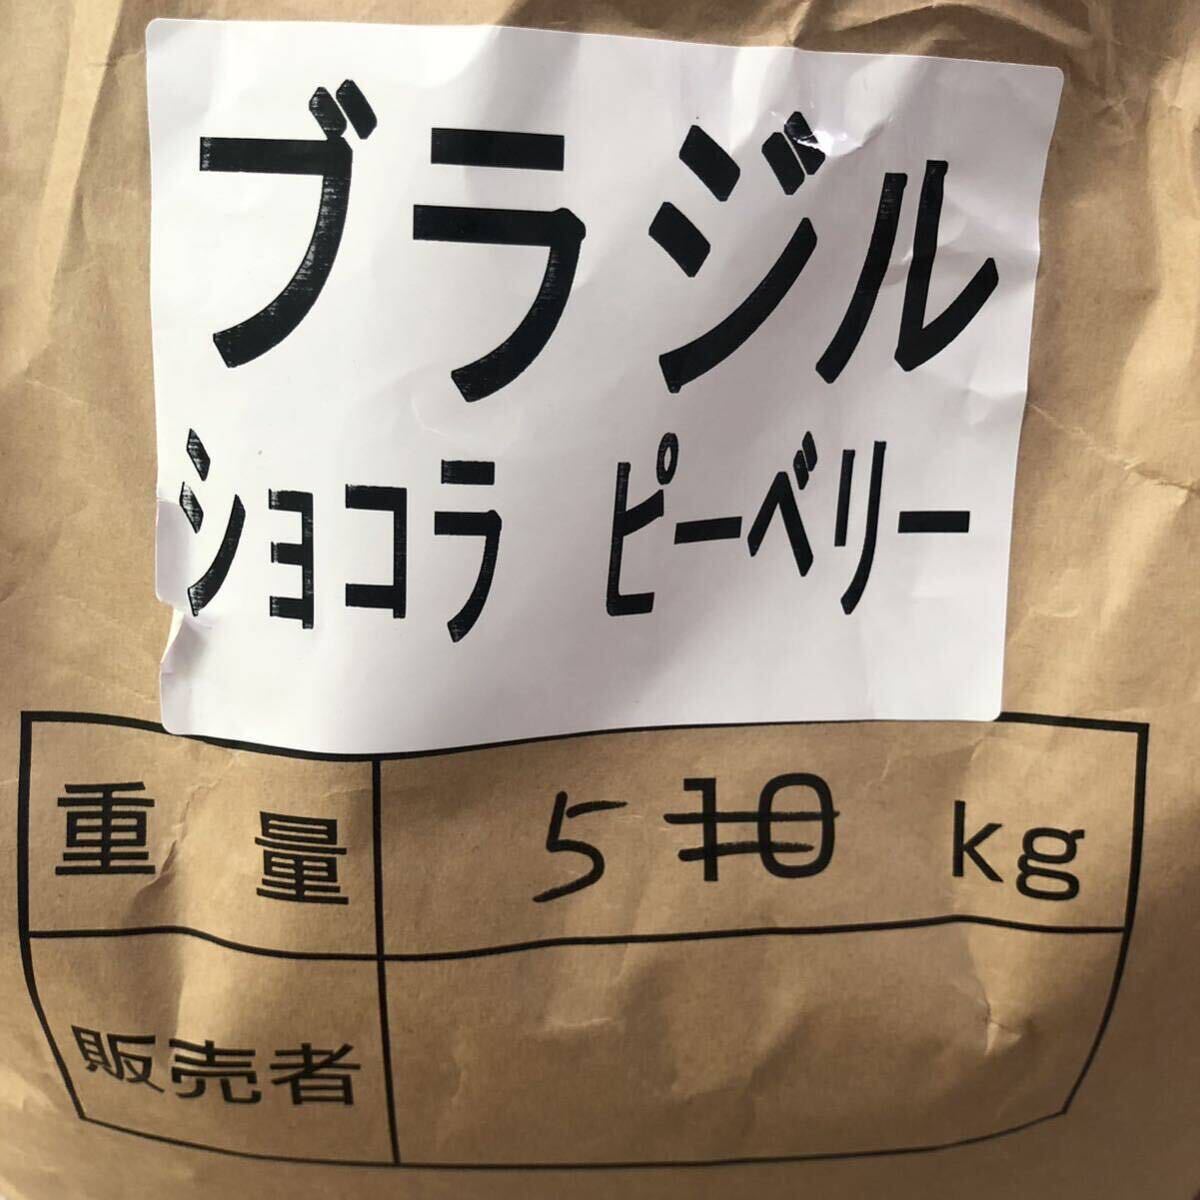 ブラジル
ショコラ ピーベリー
重量 5 10 kg
販売者